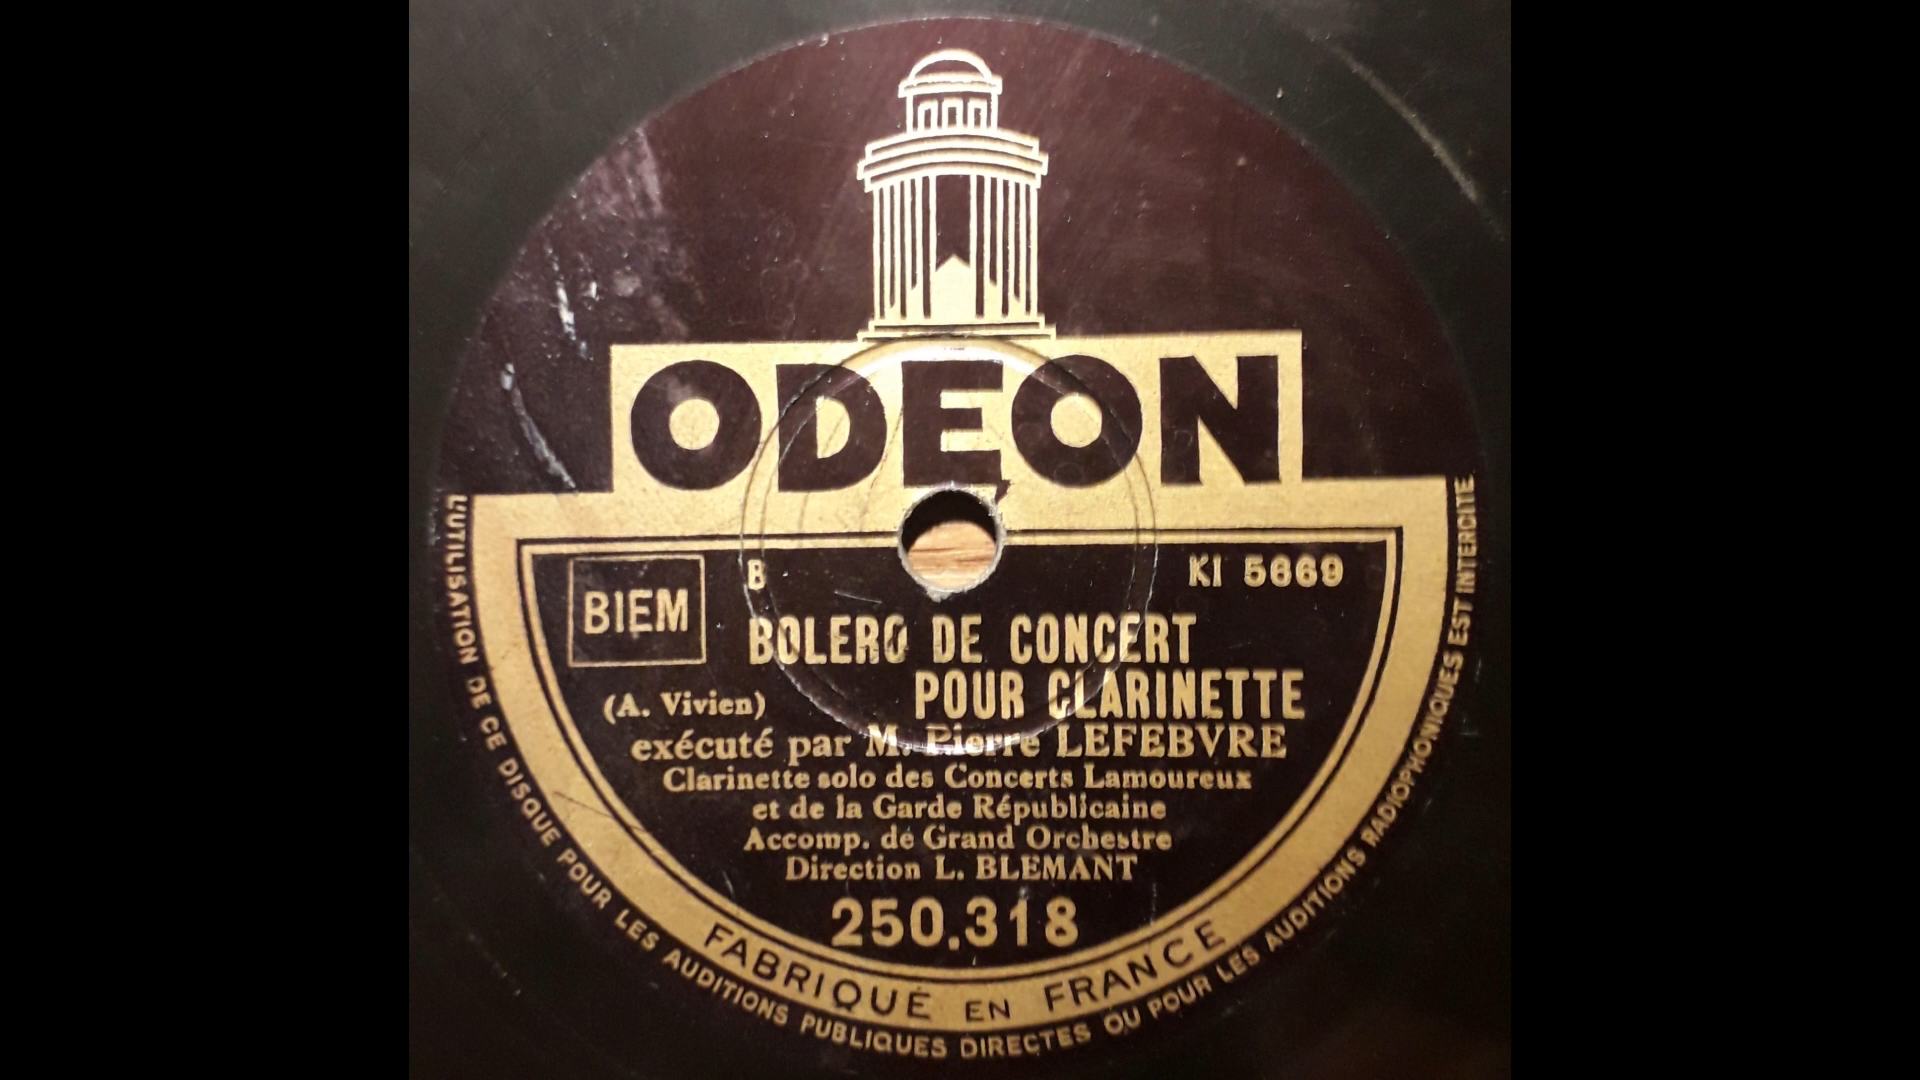 ODEON
BIEM
B
KI 5669
BOLERO DE CONCERT
POUR CLARINETTE
(A. Vivien)
exécuté par M. Pierre LEFEBVRE
Clarinette solo des Concerts Lamoureux
et de la Garde Républicaine
Accomp. de Grand Orchestre
Direction L. BLEMANT
250.318
FABRIQUÉ EN FRANCE
L'UTILISATION DE CE DISQUE POUR LES AUDITIONS PUBLIQUES DIRECTES OU POUR LES AUDITIONS RADIOPHONIQUES EST INTERDITE